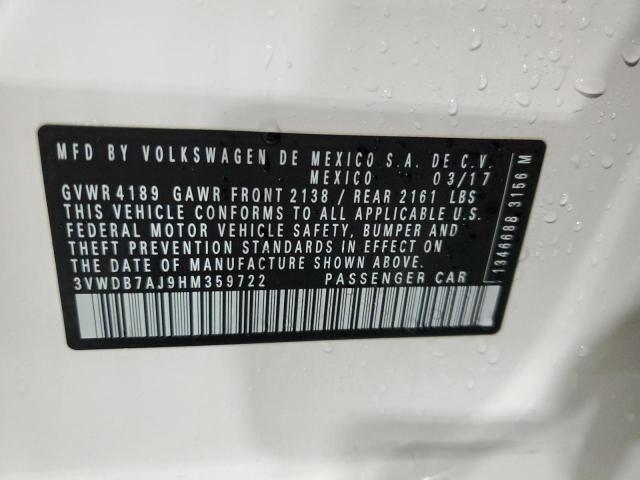 MFD BY VOLKSWAGEN DE MEXICO S.A. DE C.V.
MEXICO 03/17
GVWR 4189 GAWR FRONT 2138 / REAR 2161 LBS
THIS VEHICLE CONFORMS TO ALL APPLICABLE U.S.
FEDERAL MOTOR VEHICLE SAFETY, BUMPER AND
THEFT PREVENTION STANDARDS IN EFFECT ON
THE DATE OF MANUFACTURE SHOWN ABOVE.
3VWDB7AJ9HM359722 PASSENGER CAR
1346688 3156 M